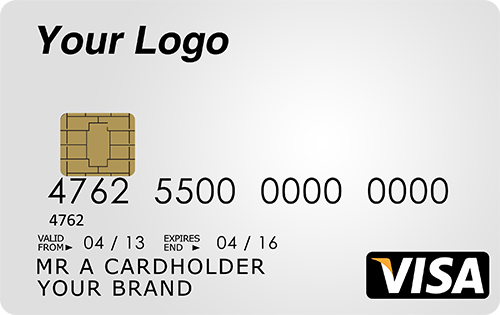 Your Logo
4762 5500 0000 0000
4762
VALID FROM► 04 / 13 EXPIRES END ► 04 / 16
MR A CARDHOLDER
YOUR BRAND
VISA